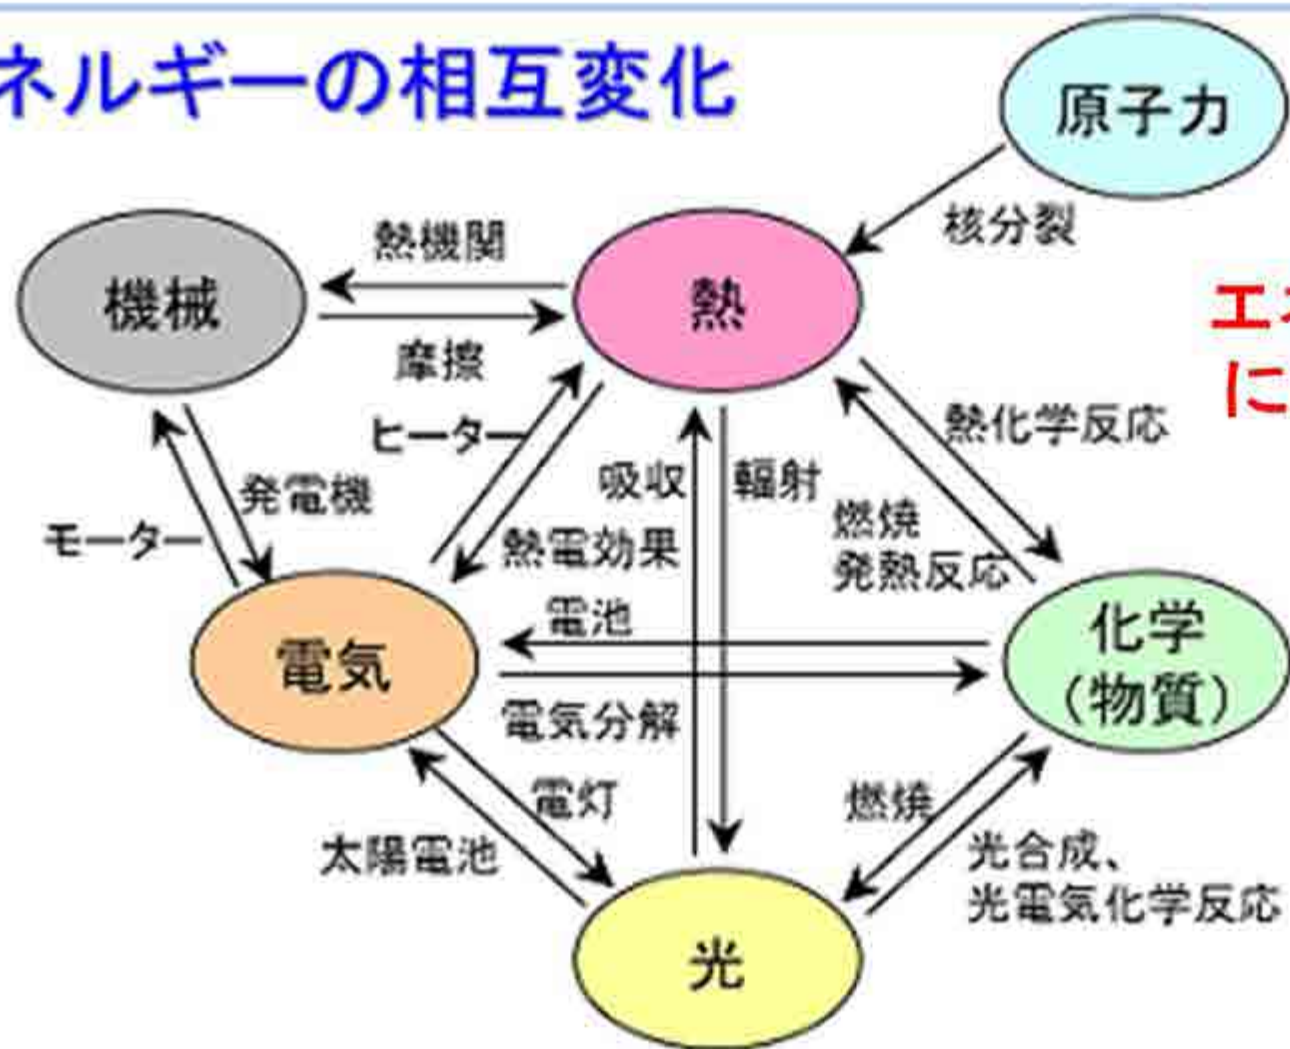 ネルギーの相互変化
原子力
核分裂
熱機関
機械
熱
摩擦
ヒーター
熱化学反応
吸収
輻射
発電機
モーター
燃焼
発熱反応
熱電効果
電池
電気
化学
（物質）
電気分解
電灯
燃焼
太陽電池
光合成、
光電気化学反応
光
エネ
に